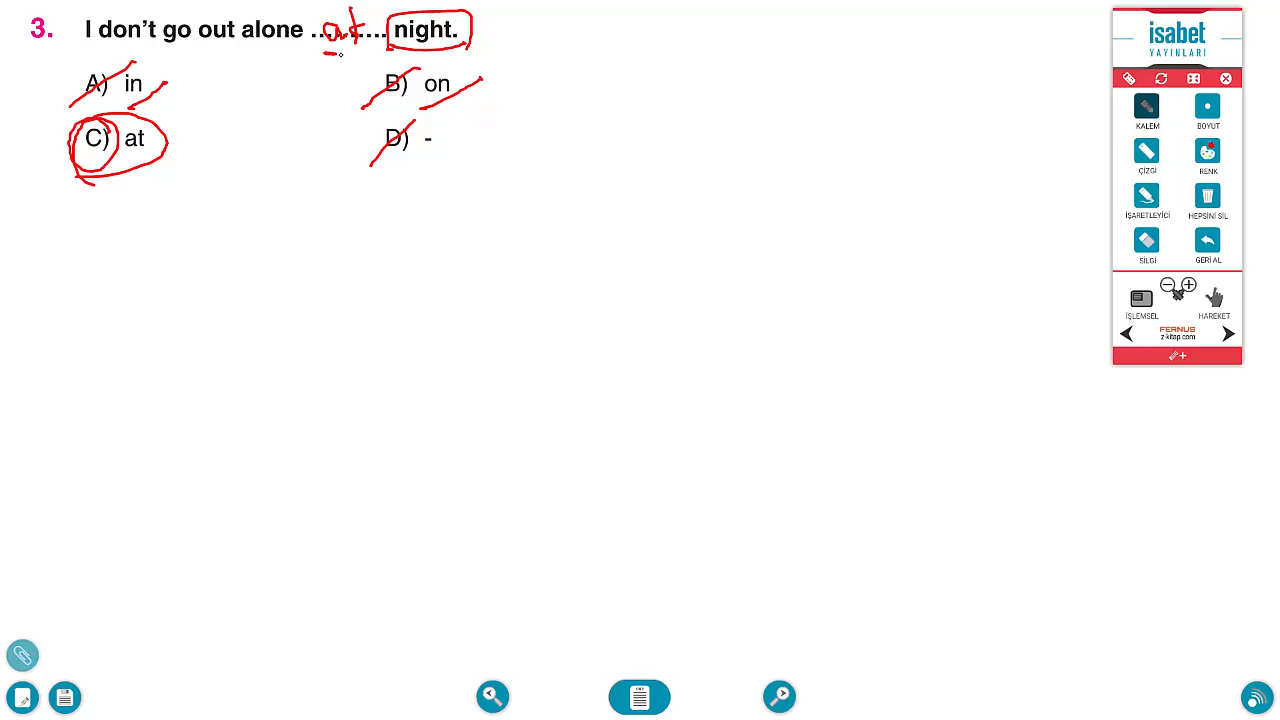 3. I don't go out alone ... at ... night.
A) in
B) on
C) at
D) -
isabet
YAYINLARI
KALEM
BOYUT
ÇİZGİ
RENK
İŞARETLEYİCİ
HEPSİNİ SİL
SİLGİ
GERİ AL
İŞLEMSEL
HAREKET
FERNUS
z-kitap.com